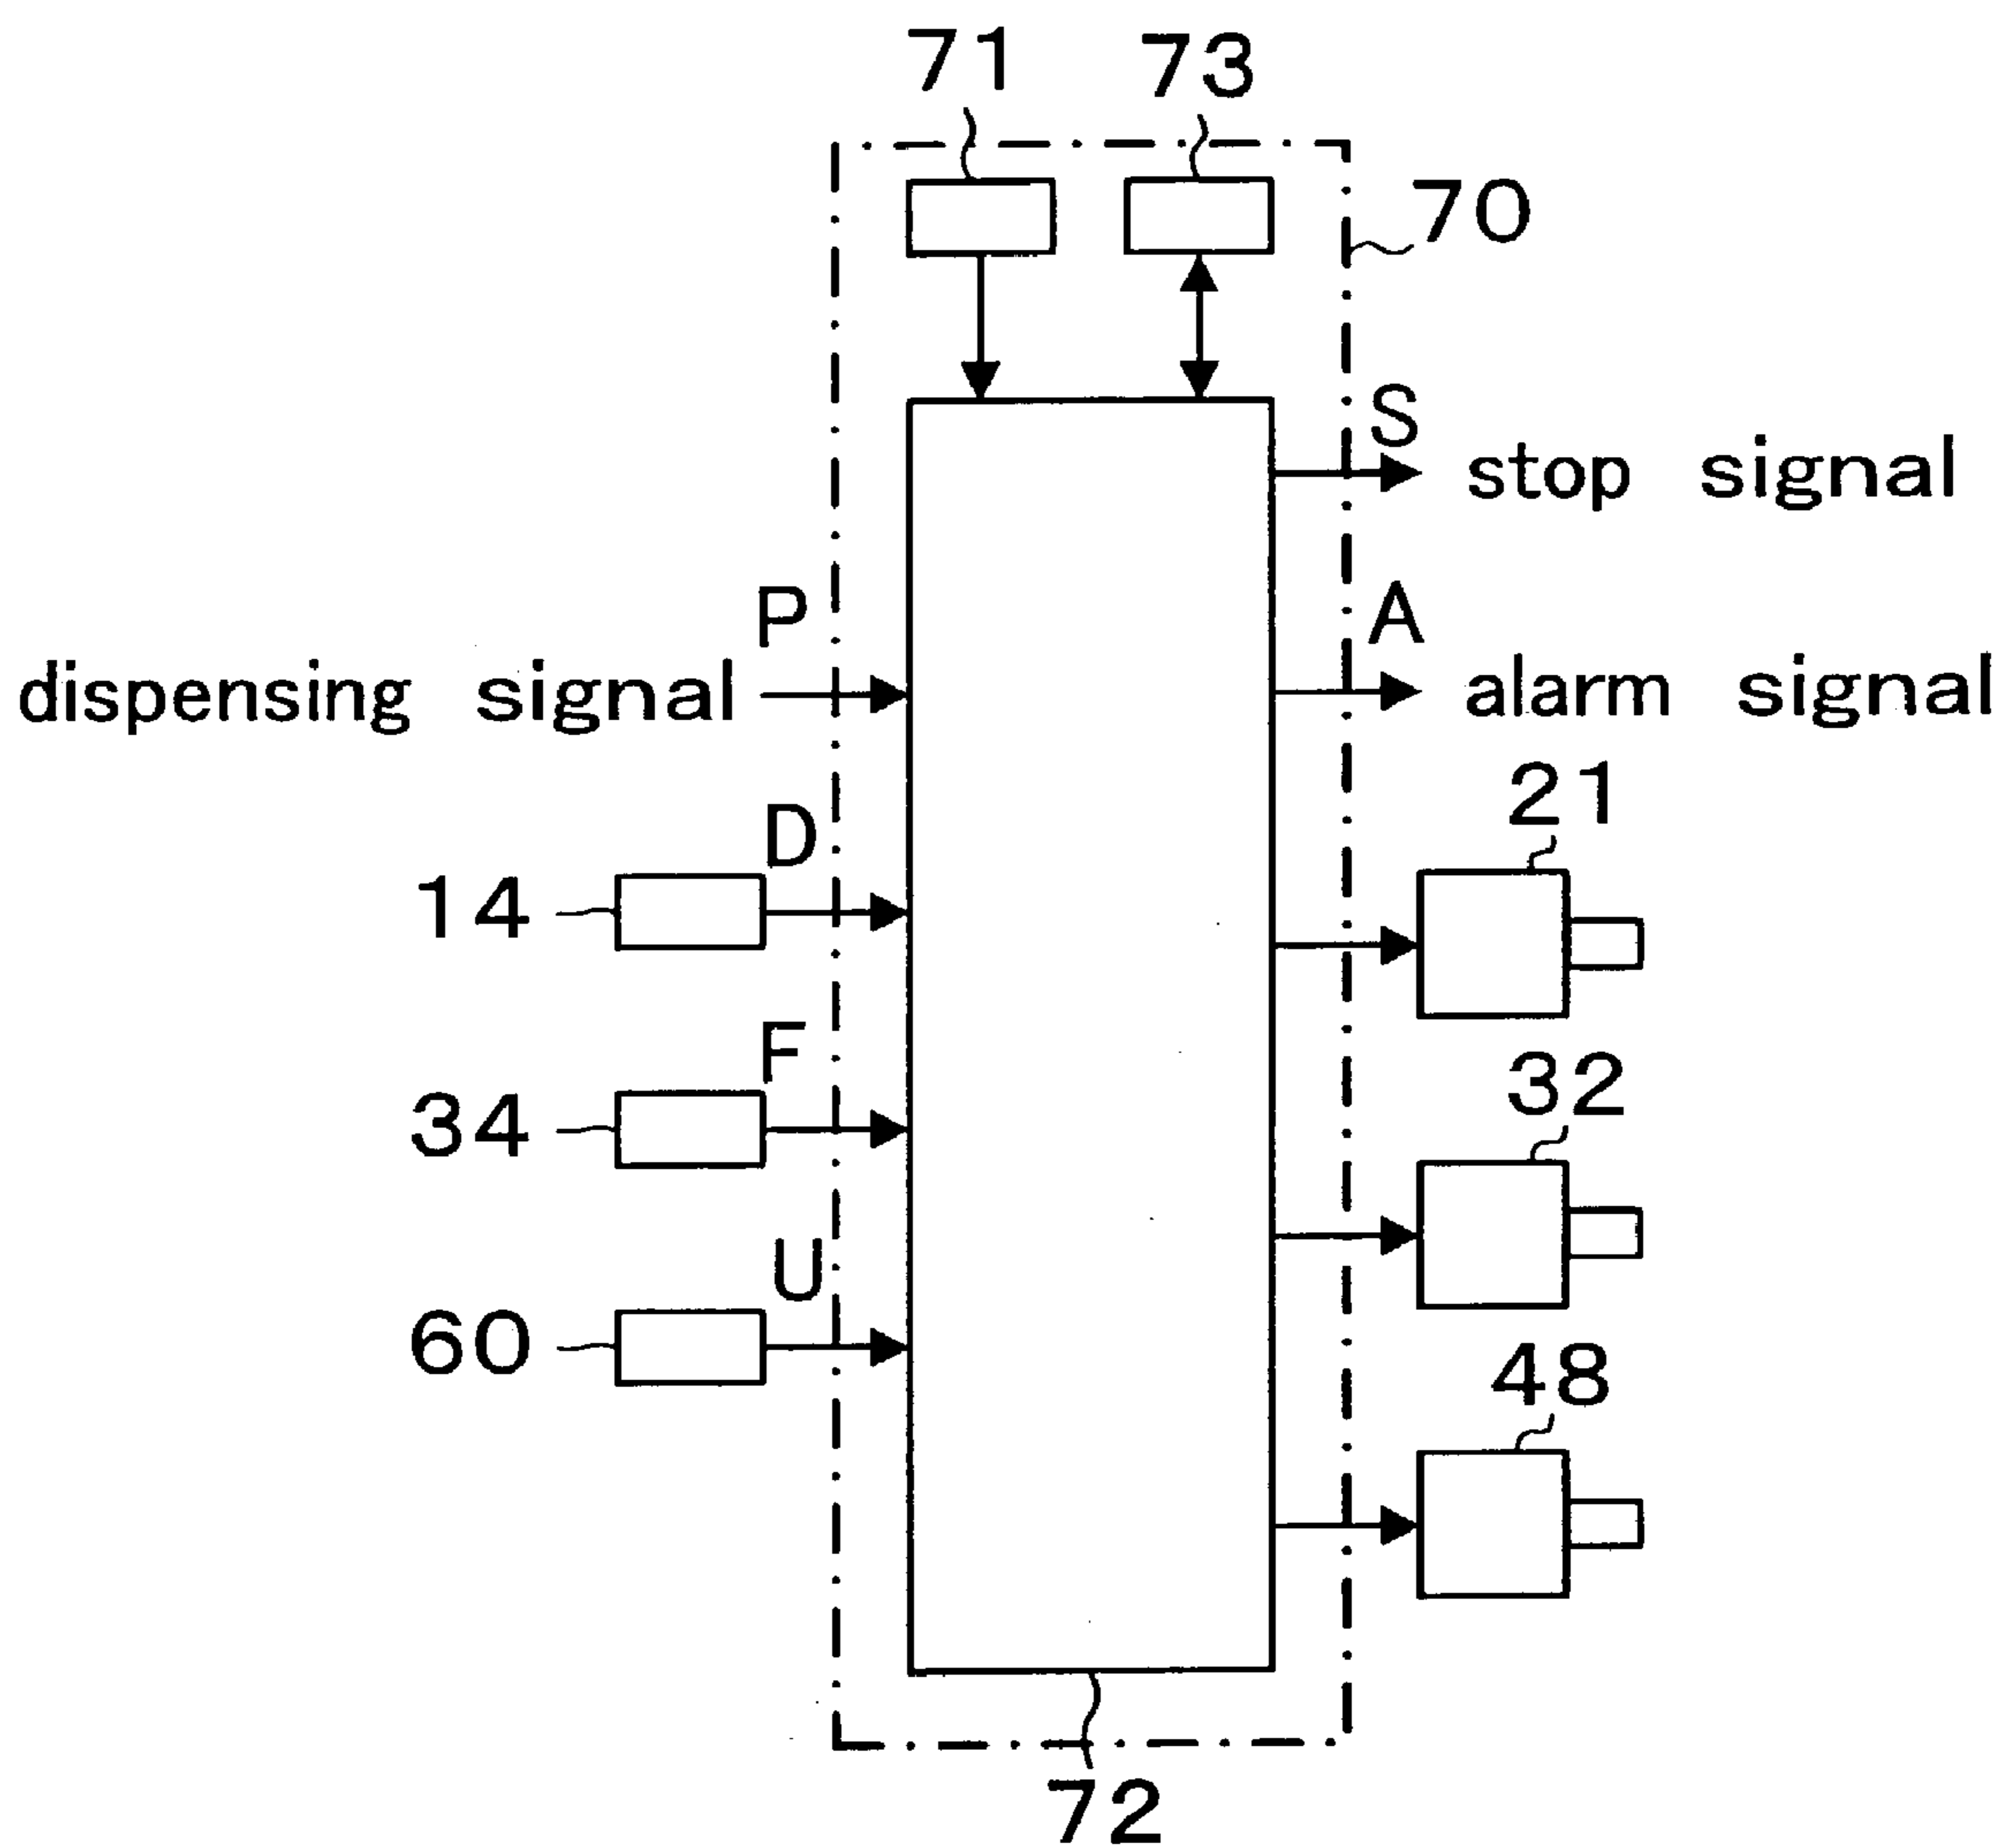 71
73
70
S
stop signal
P
A
dispensing signal
alarm signal
21
D
14
F
32
34
U
60
48
72